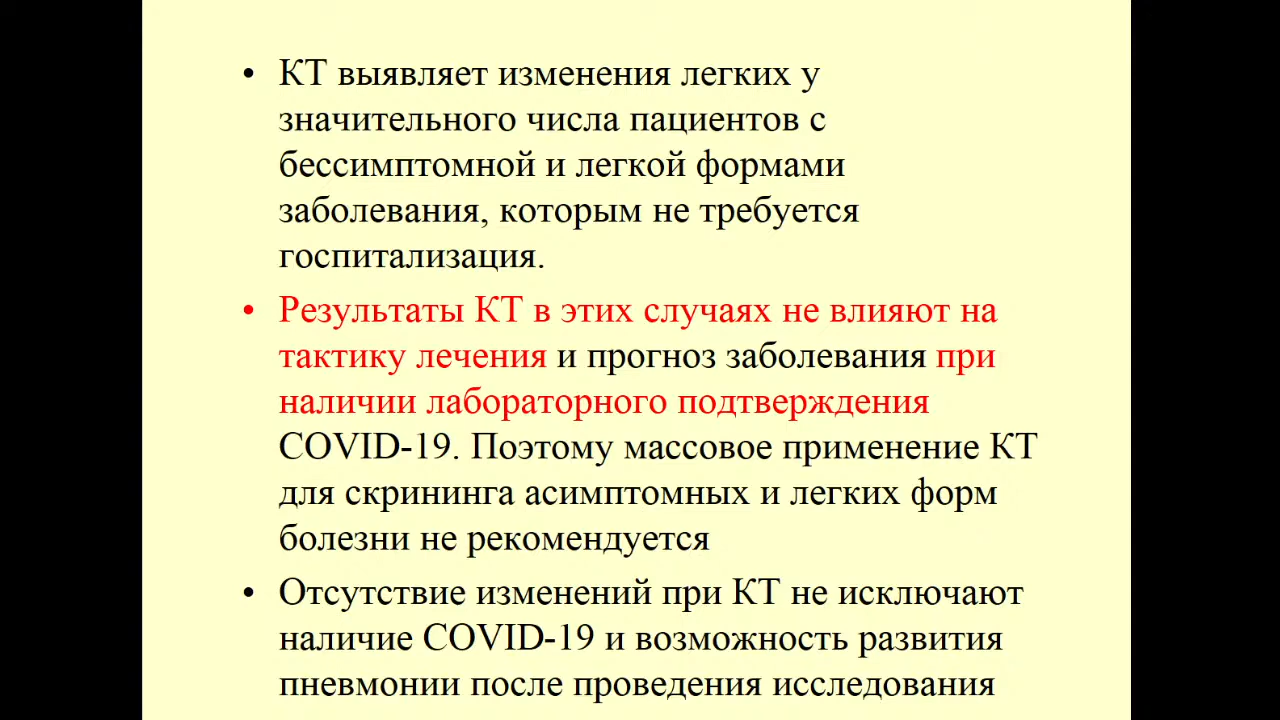 • КТ выявляет изменения легких у
значительного числа пациентов с
бессимптомной и легкой формами
заболевания, которым не требуется
госпитализация.
• Результаты КТ в этих случаях не влияют на
тактику лечения и прогноз заболевания при
наличии лабораторного подтверждения
COVID-19. Поэтому массовое применение КТ
для скрининга асимптомных и легких форм
болезни не рекомендуется
• Отсутствие изменений при КТ не исключают
наличие COVID-19 и возможность развития
пневмонии после проведения исследования